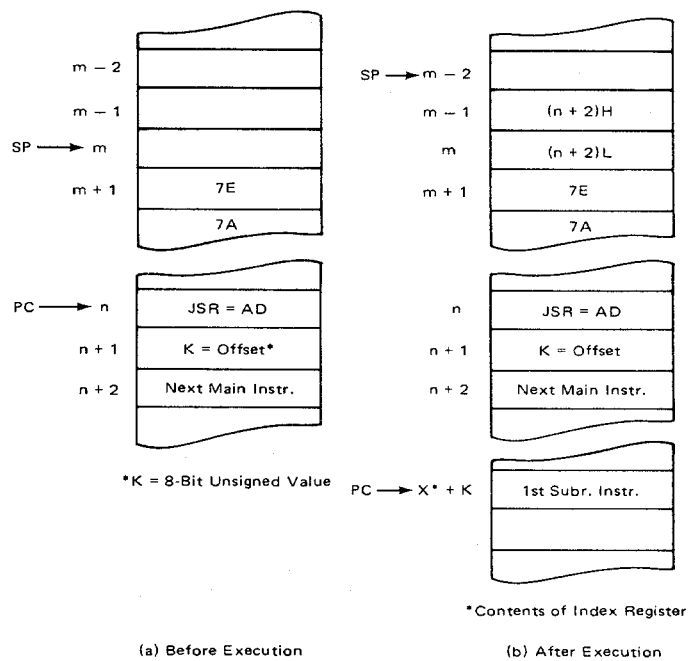 m – 2
m – 1
SP → m
m + 1 7E
7A
PC → n JSR = AD
n + 1 K = Offset*
n + 2 Next Main Instr.
*K = 8-Bit Unsigned Value
(a) Before Execution
SP → m – 2
m – 1 (n + 2)H
m (n + 2)L
m + 1 7E
7A
n JSR = AD
n + 1 K = Offset
n + 2 Next Main Instr.
PC → X* + K 1st Subr. Instr.
*Contents of Index Register
(b) After Execution